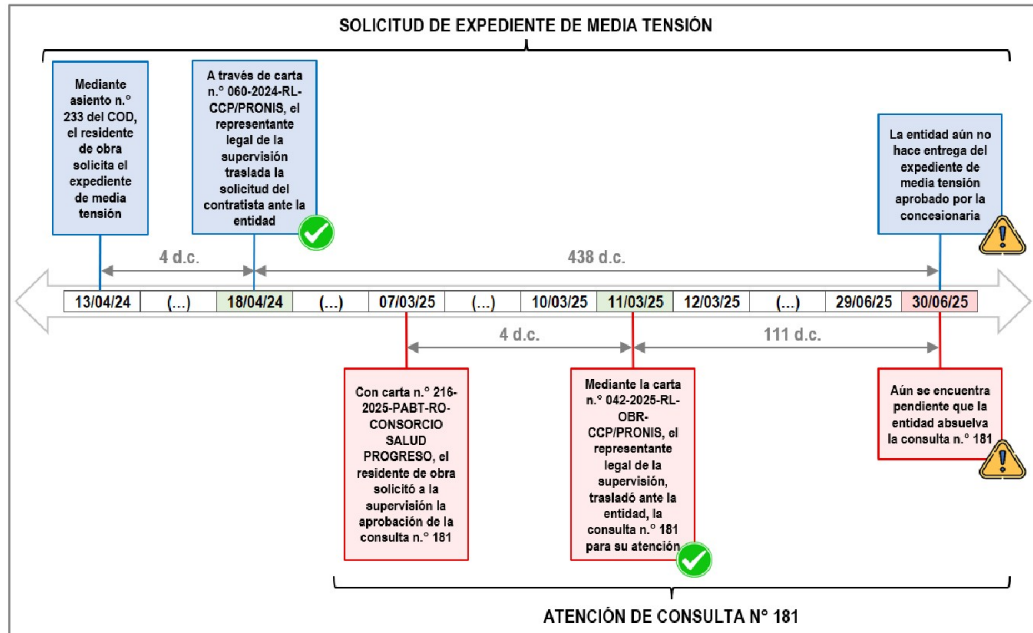 SOLICITUD DE EXPEDIENTE DE MEDIA TENSIÓN
Mediante
asiento n.°
233 del COD,
el residente
de obra
solicita el
expediente
de media
tensión
A través de carta
n.° 060-2024-RL-
CCP/PRONIS, el
representante
legal de la
supervisión
traslada la
solicitud del
contratista ante la
entidad
La entidad aún no
hace entrega del
expediente de
media tensión
aprobado por la
concesionaria
4 d.c.
438 d.c.
13/04/24 (...) 18/04/24 (...) 07/03/25 (...) 10/03/25 11/03/25 12/03/25 (...) 29/06/25 30/06/25
4 d.c.
111 d.c.
Con carta n.° 216-
2025-PABT-RO-
CONSORCIO
SALUD
PROGRESO, el
residente de obra
solicitó a la
supervisión la
aprobación de la
consulta n.° 181
Mediante la carta
n.° 042-2025-RL-
OBR-
CCP/PRONIS, el
representante
legal de la
supervisión,
trasladó ante la
entidad, la
consulta n.° 181
para su atención
Aún se encuentra
pendiente que la
entidad absuelva
la consulta n.° 181
ATENCIÓN DE CONSULTA N° 181